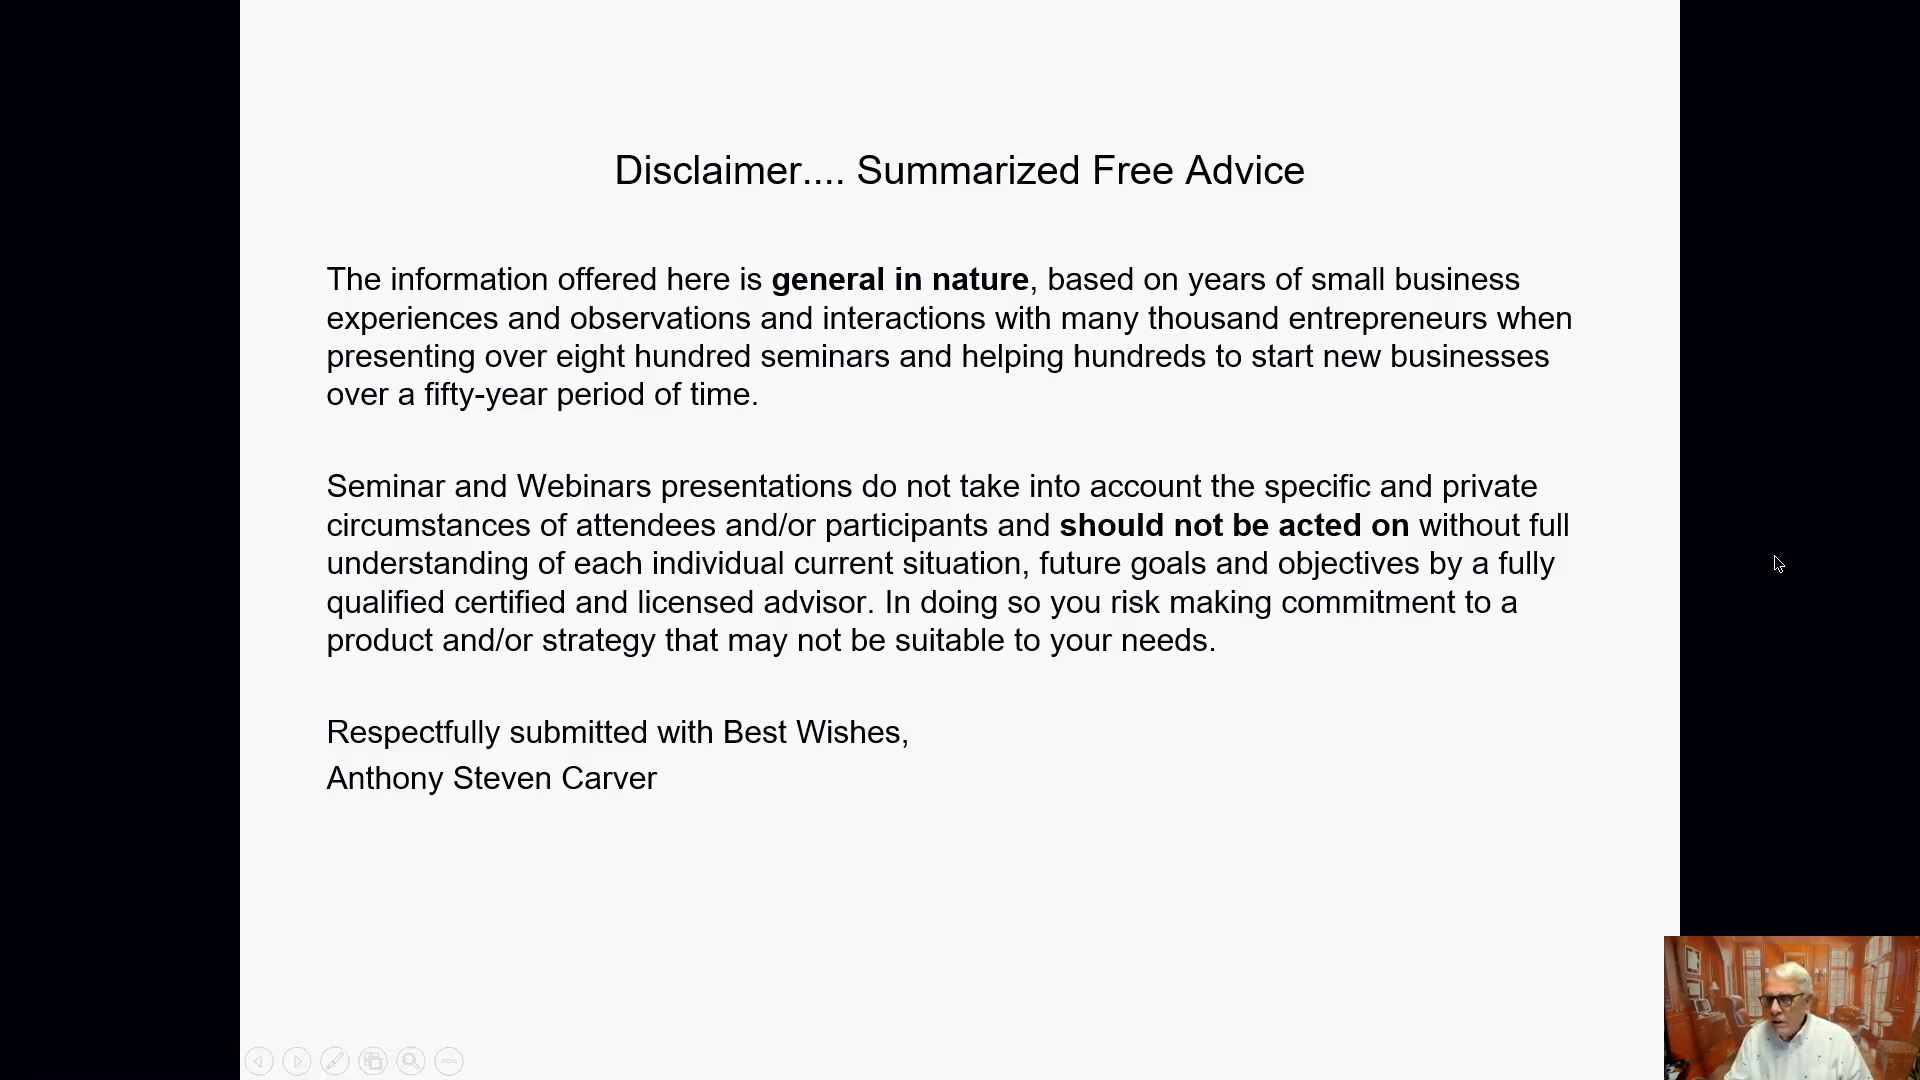 Disclaimer.... Summarized Free Advice
The information offered here is general in nature, based on years of small business
experiences and observations and interactions with many thousand entrepreneurs when
presenting over eight hundred seminars and helping hundreds to start new businesses
over a fifty-year period of time.
Seminar and Webinars presentations do not take into account the specific and private
circumstances of attendees and/or participants and should not be acted on without full
understanding of each individual current situation, future goals and objectives by a fully
qualified certified and licensed advisor. In doing so you risk making commitment to a
product and/or strategy that may not be suitable to your needs.
Respectfully submitted with Best Wishes,
Anthony Steven Carver